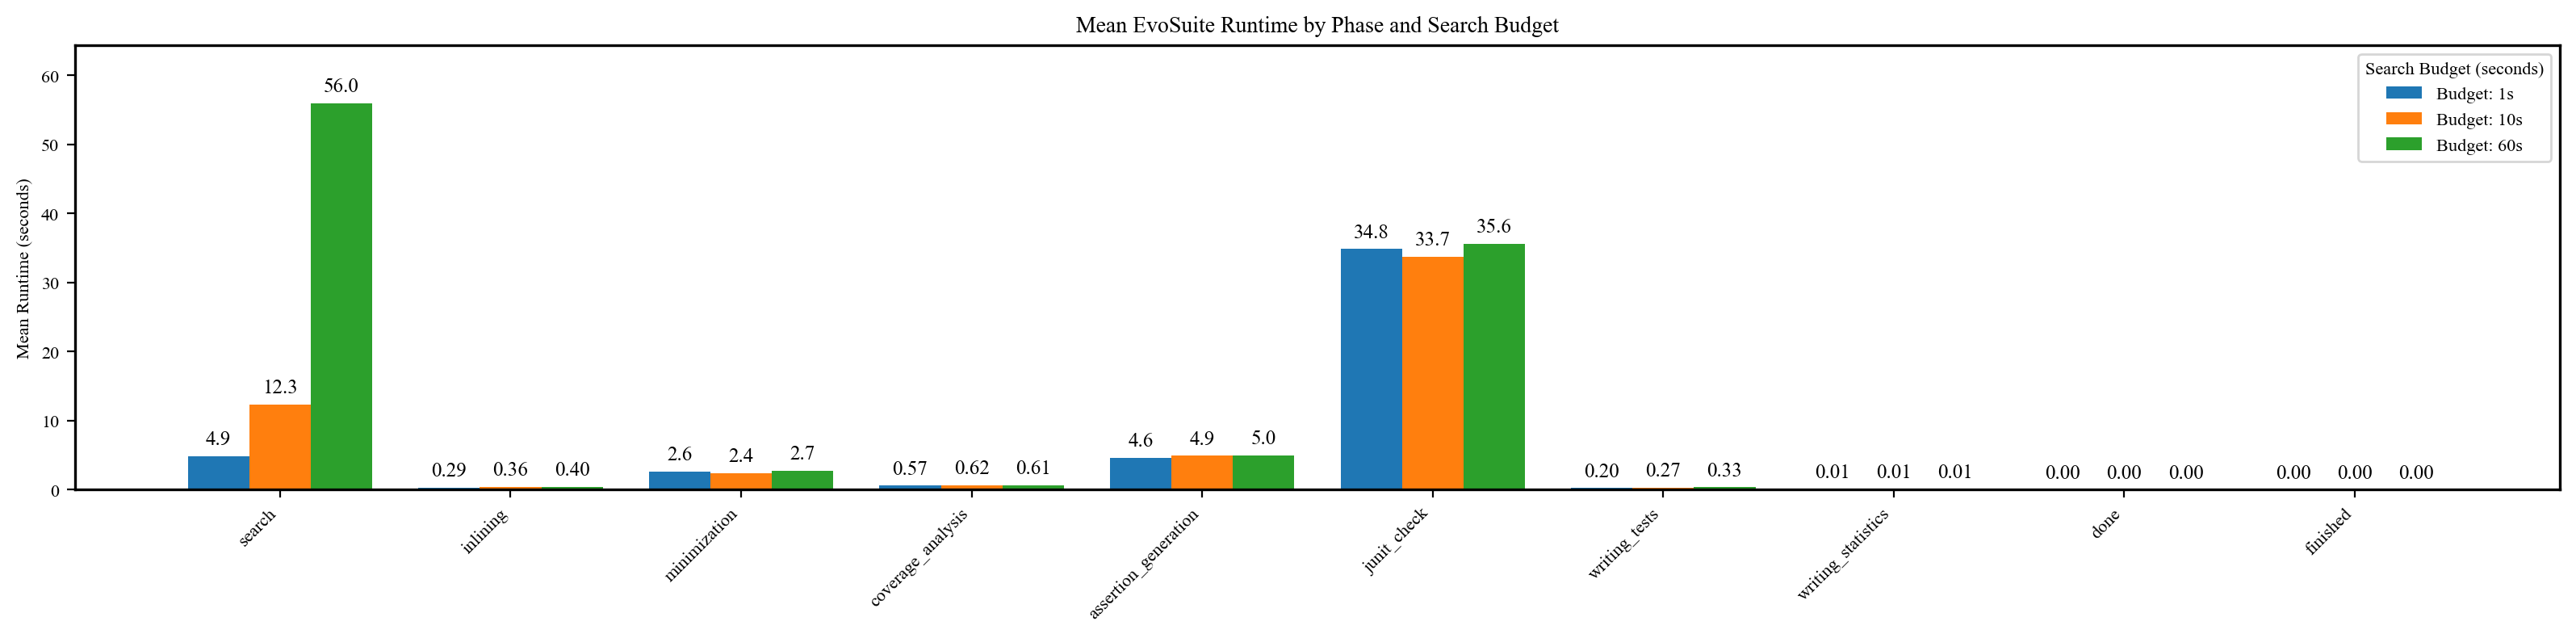 Mean EvoSuite Runtime by Phase and Search Budget
Mean Runtime (seconds)
60
50
40
30
20
10
0
Search Budget (seconds)
Budget: 1s
Budget: 10s
Budget: 60s
4.9 12.3 56.0
0.29 0.36 0.40
2.6 2.4 2.7
0.57 0.62 0.61
4.6 4.9 5.0
34.8 33.7 35.6
0.20 0.27 0.33
0.01 0.01 0.01
0.00 0.00 0.00
0.00 0.00 0.00
search
inlining
minimization
coverage_analysis
assertion_generation
junit_check
writing_tests
writing_statistics
done
finished